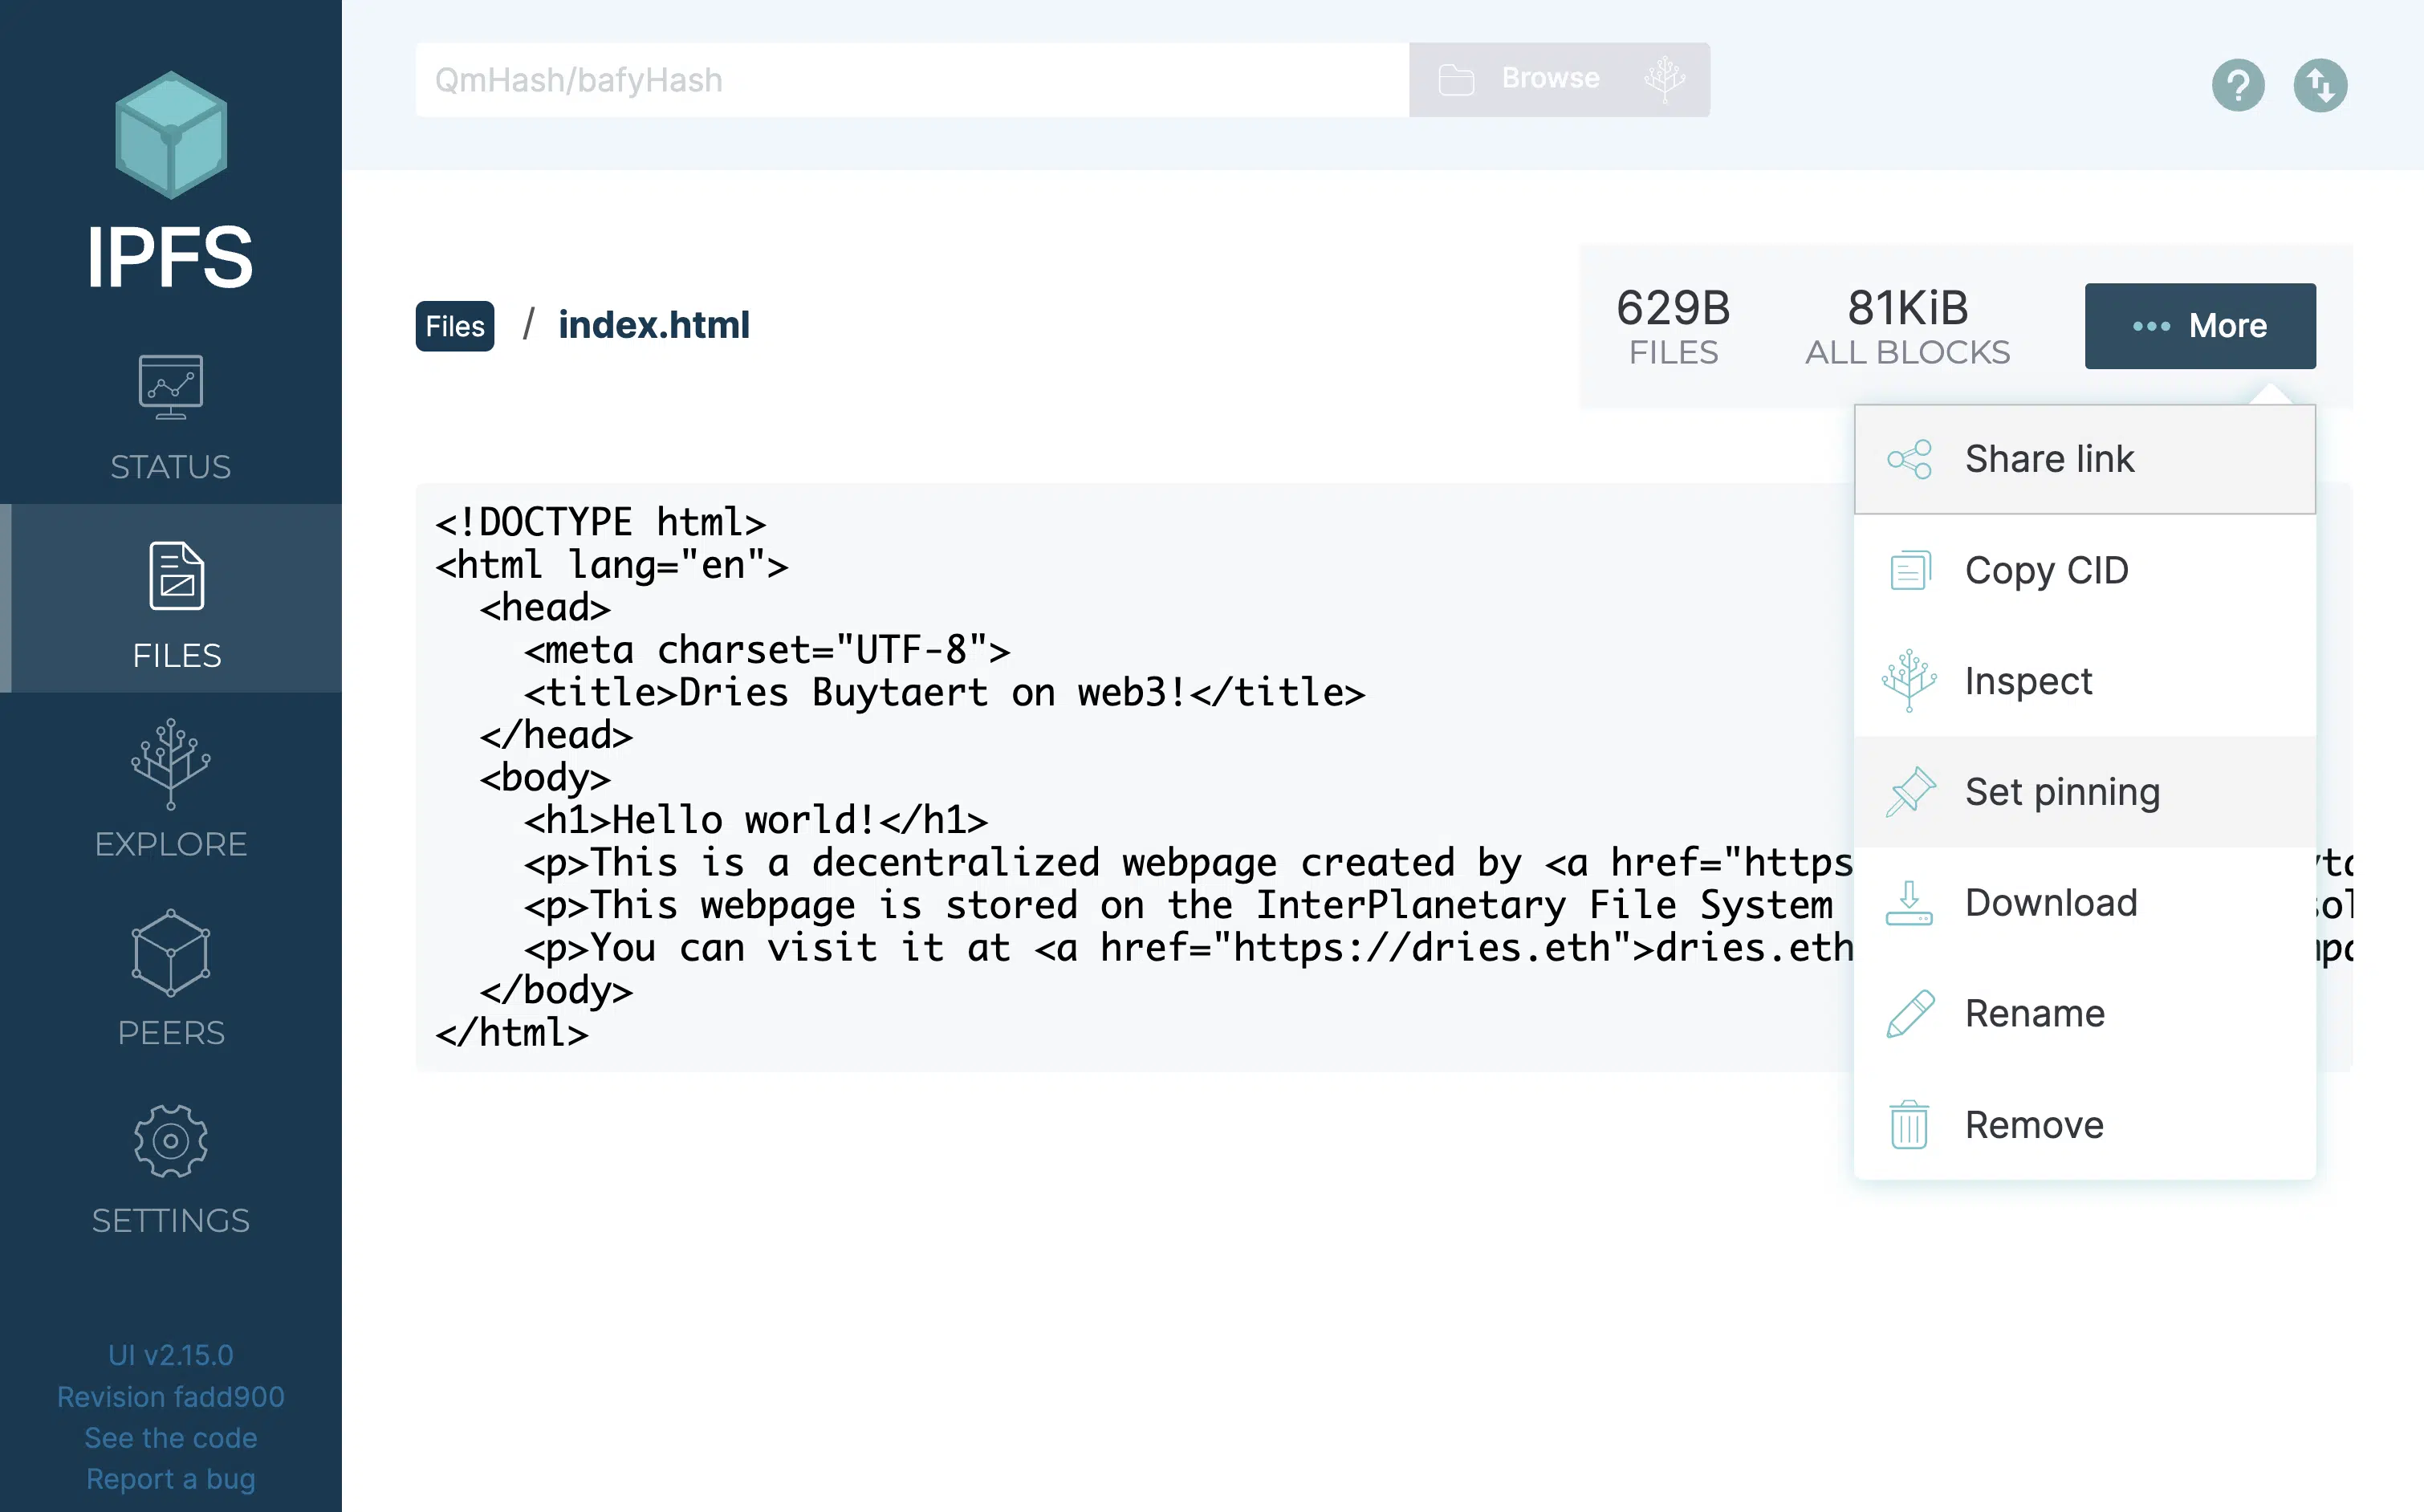 IPFS
STATUS
FILES
EXPLORE
PEERS
SETTINGS
UI v2.15.0
Revision fadd900
See the code
Report a bug
QmHash/bafyHash
Browse
Files / index.html
629B
FILES
81KiB
ALL BLOCKS
More
Share link
Copy CID
Inspect
Set pinning
Download
Rename
Remove
<!DOCTYPE html>
<html lang="en">
<head>
<meta charset="UTF-8">
<title>Dries Buytaert on web3!</title>
</head>
<body>
<h1>Hello world!</h1>
<p>This is a decentralized webpage created by <a href="https
<p>This webpage is stored on the InterPlanetary File System
<p>You can visit it at <a href="https://dries.eth">dries.eth
</body>
</html>